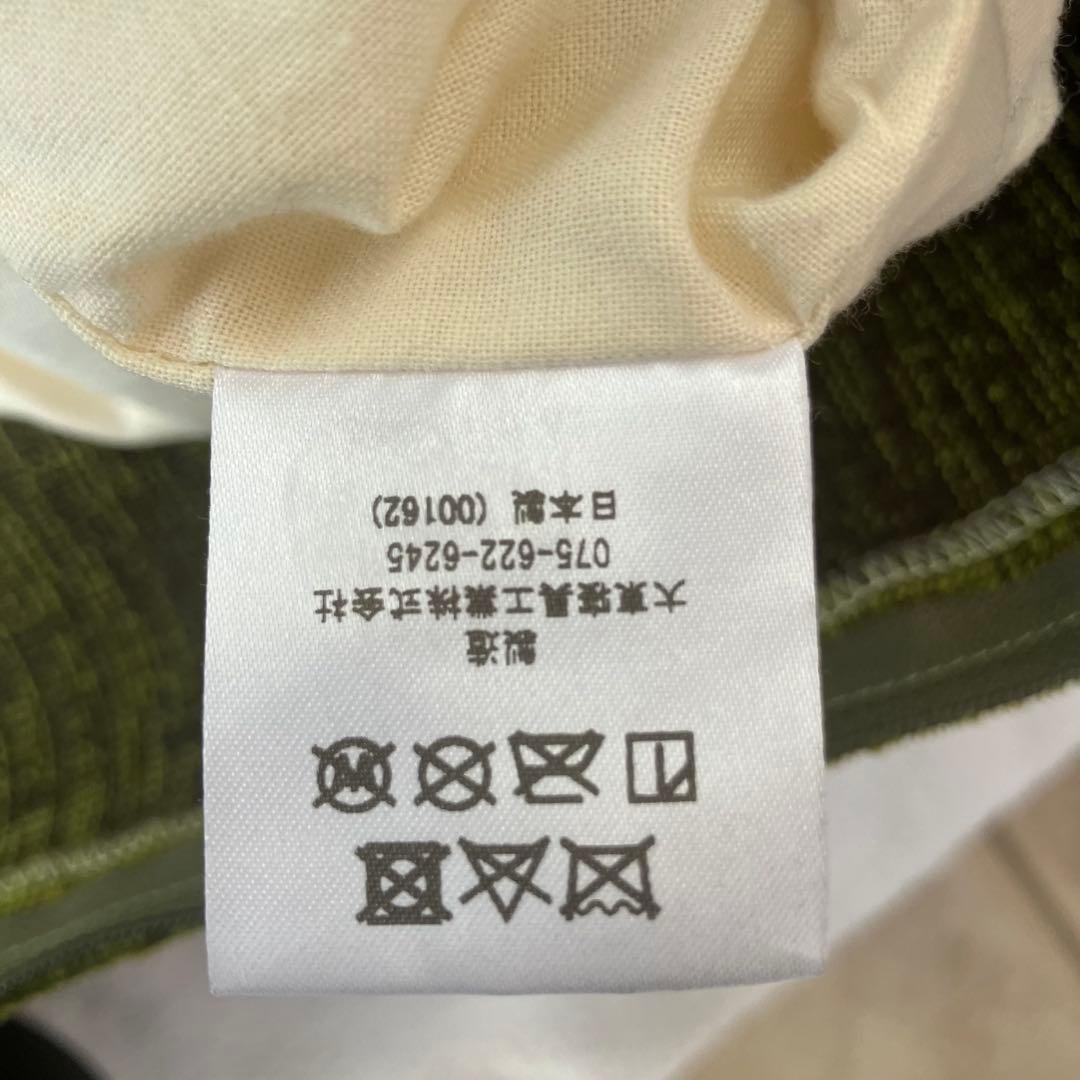 製造
大東寝具工業株式会社
075-622-6245
日本製 (00162)